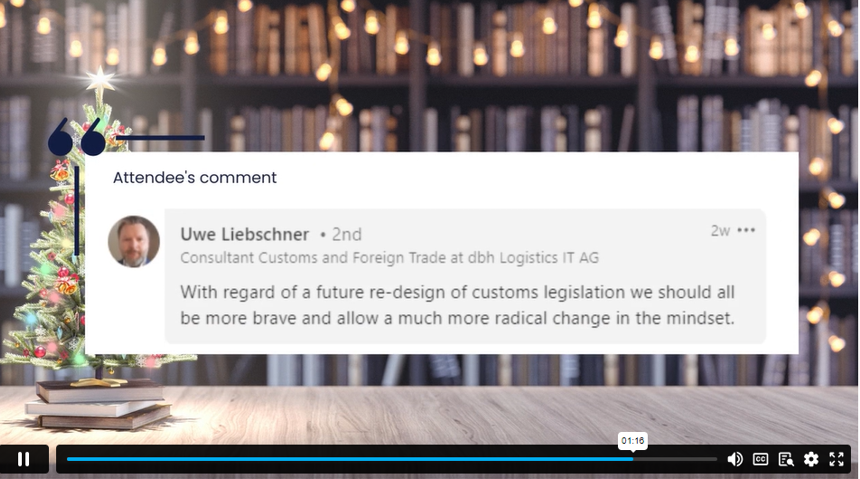 Attendee's comment
Uwe Liebschner • 2nd
2w •••
Consultant Customs and Foreign Trade at dbh Logistics IT AG
With regard of a future re-design of customs legislation we should all
be more brave and allow a much more radical change in the mindset.
01:16
CC